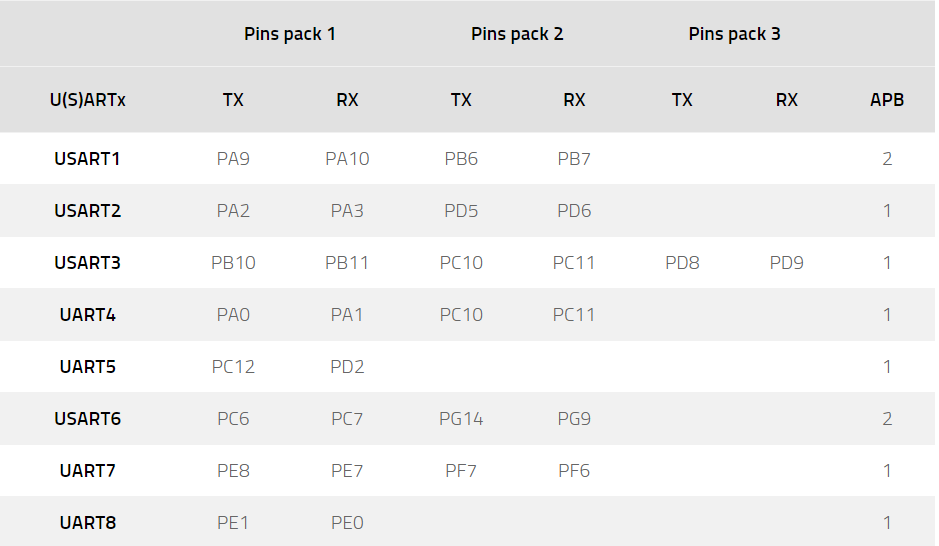 Pins pack 1 Pins pack 2 Pins pack 3
U(S)ARTx TX RX TX RX TX RX APB
USART1 PA9 PA10 PB6 PB7 2
USART2 PA2 PA3 PD5 PD6 1
USART3 PB10 PB11 PC10 PC11 PD8 PD9 1
UART4 PA0 PA1 PC10 PC11 1
UART5 PC12 PD2 1
USART6 PC6 PC7 PG14 PG9 2
UART7 PE8 PE7 PF7 PF6 1
UART8 PE1 PE0 1